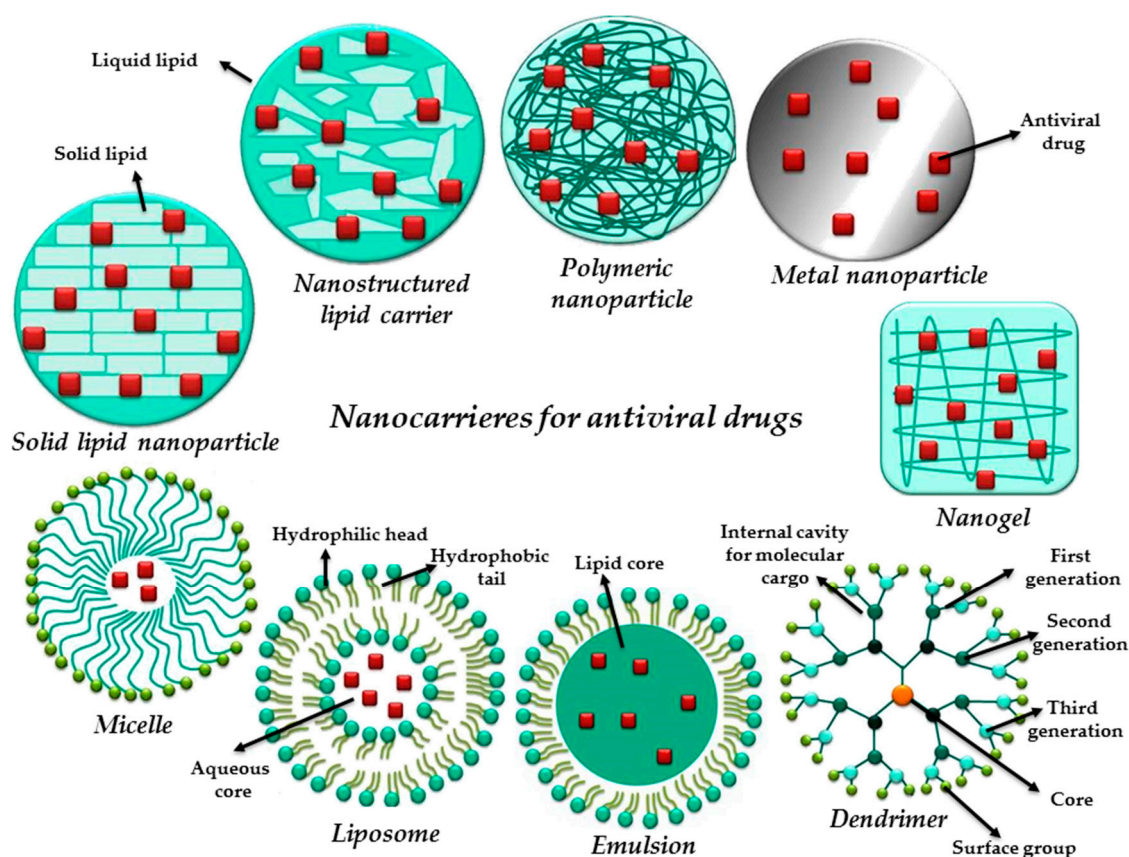 Liquid lipid
Solid lipid
Antiviral
drug
Nanostructured
lipid carrier
Polymeric
nanoparticle
Metal nanoparticle
Solid lipid nanoparticle
Nanocarrieres for antiviral drugs
Nanogel
Hydrophilic head
Hydrophobic
tail
Lipid core
Internal cavity
for molecular
cargo
First
generation
Second
generation
Third
generation
Micelle
Aqueous
core
Liposome
Emulsion
Dendrimer
Core
Surface group